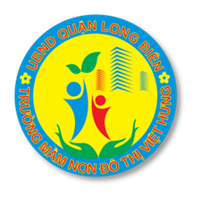 UBND QUẬN LONG BIÊN
TRƯỜNG MẦM NON ĐÔ THỊ VIỆT HƯNG